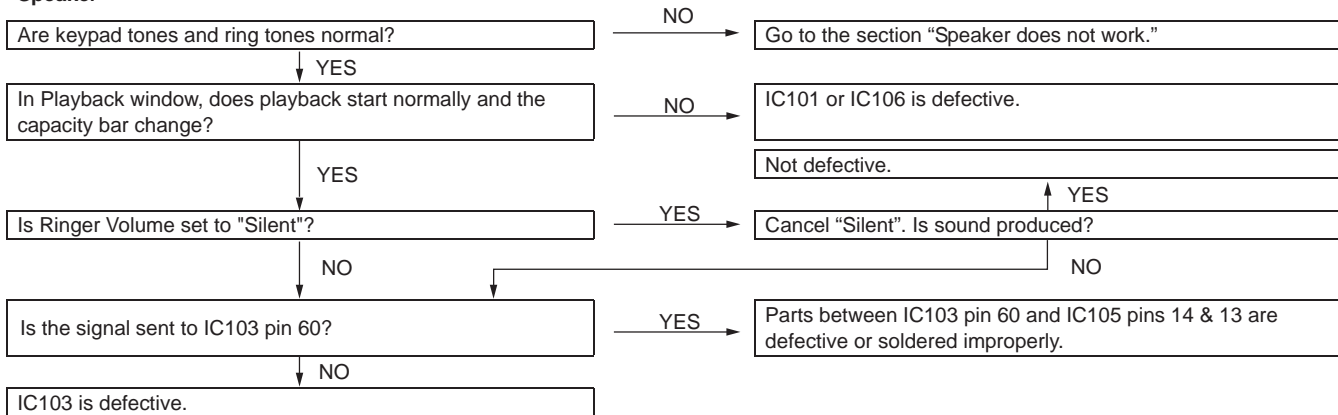 Speaker
NO
Are keypad tones and ring tones normal?
Go to the section “Speaker does not work.”
YES
In Playback window, does playback start normally and the
capacity bar change?
NO
IC101 or IC106 is defective.
Not defective.
YES
YES
Is Ringer Volume set to "Silent"?
YES
Cancel “Silent”. Is sound produced?
NO
NO
Is the signal sent to IC103 pin 60?
YES
Parts between IC103 pin 60 and IC105 pins 14 & 13 are
defective or soldered improperly.
NO
IC103 is defective.